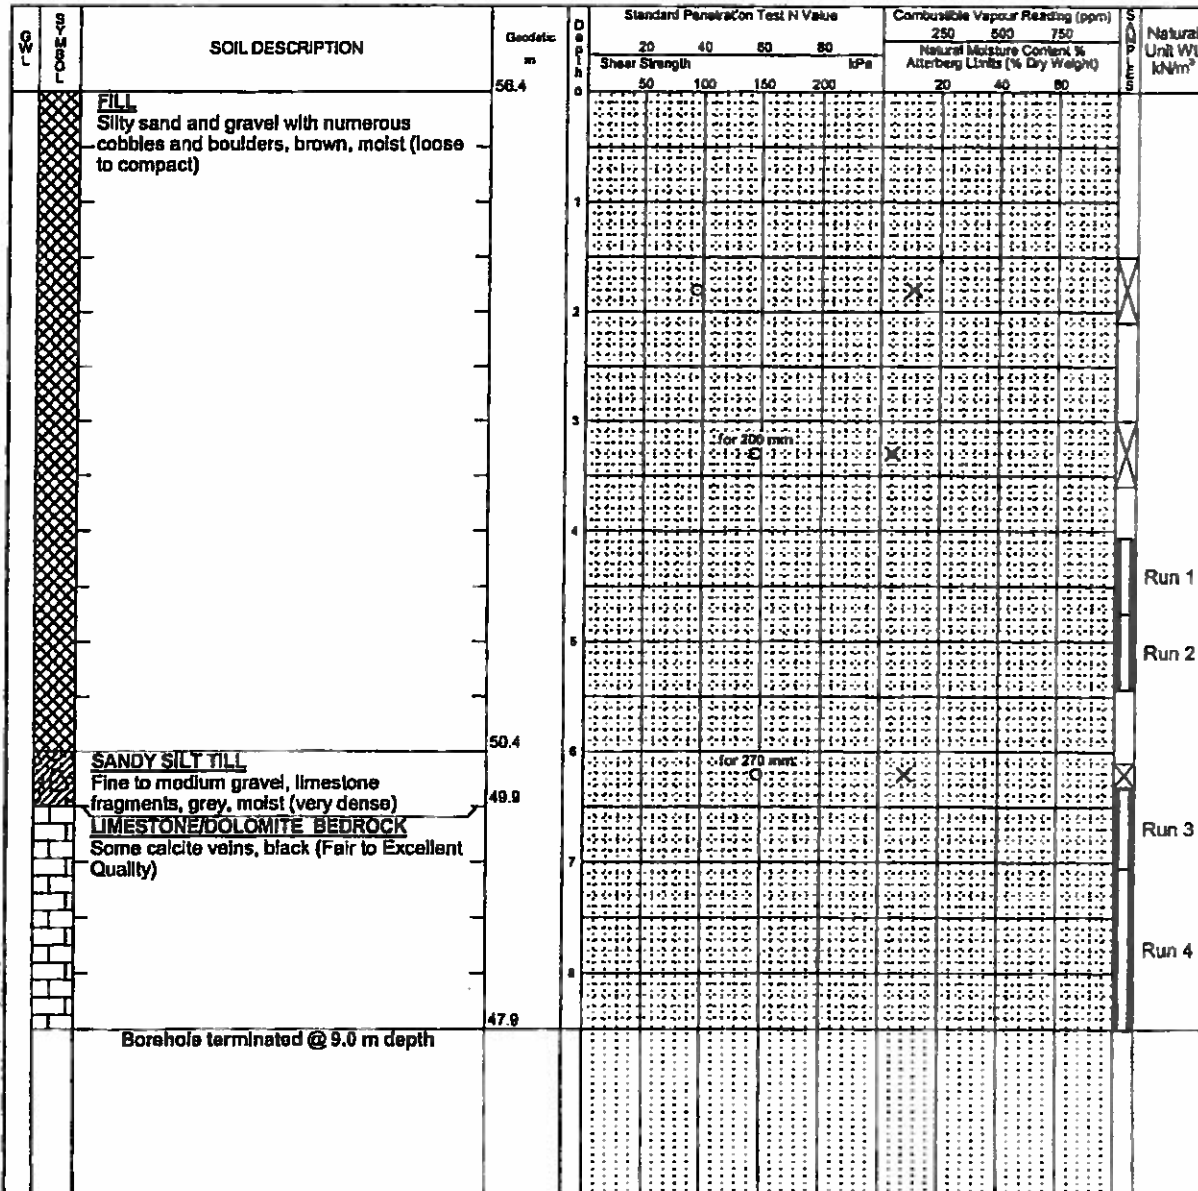 GWL
SYMBOL
SOIL DESCRIPTION
Geodetic
m
Depth
Standard Penetration Test N Value
20 40 60 80
Shear Strength kPa
50 100 150 200
Combustible Vapour Reading (ppm)
250 500 750
Natural Moisture Content %
Atterberg Limits (% Dry Weight)
20 40 60
SAMPLES
Natural
Unit Wt.
kN/m³
56.4
0
FILL
Silty sand and gravel with numerous
cobbles and boulders, brown, moist (loose
to compact)
1
2
3
for 200 mm
4
Run 1
5
Run 2
50.4
6
SANDY SILT TILL
Fine to medium gravel, limestone
fragments, grey, moist (very dense)
for 270 mm
49.9
LIMESTONE/DOLOMITE BEDROCK
Some calcite veins, black (Fair to Excellent
Quality)
Run 3
7
Run 4
8
47.9
Borehole terminated @ 9.0 m depth